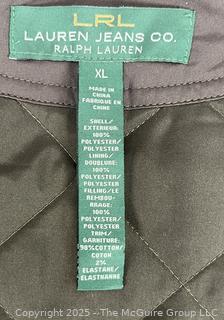 LRL
LAUREN JEANS CO.
RALPH LAUREN
XL
MADE IN
CHINA
FABRIQUE EN
CHINE
SHELL/
EXTERIEUR:
100%
POLYESTER/
POLYESTER
LINING/
DOUBLURE:
100%
POLYESTER/
POLYESTER
FILLING/LE
REMBOU-
RRAGE:
100%
POLYESTER/
POLYESTER
TRIM/
GARNITURE:
98%COTTON/
COTON
2%
ELASTANE/
ELASTHANNE
Copyright 2025 - The McGuire Group, LLC